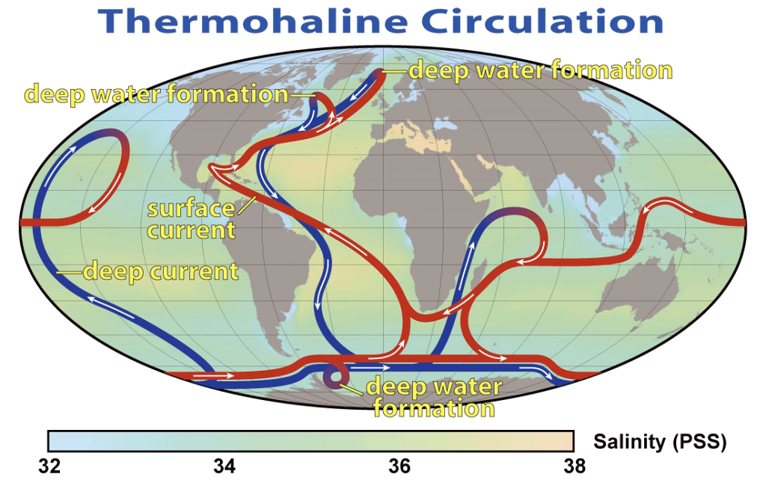 Thermohaline Circulation
deep water formation
deep water formation
surface
current
deep current
deep water
formation
Salinity (PSS)
32 34 36 38